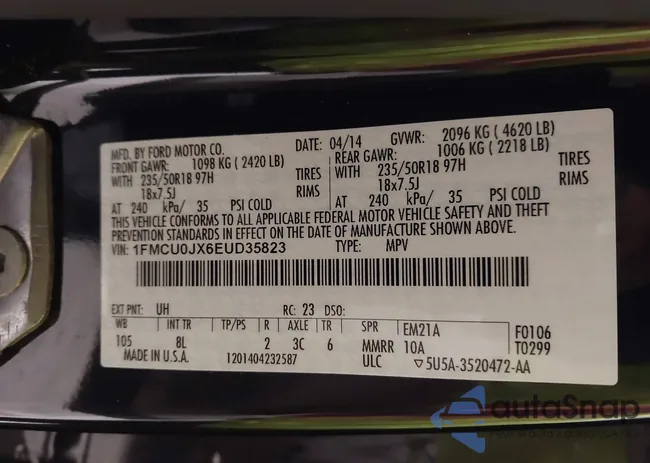 MFD. BY FORD MOTOR CO. DATE: 04/14 GVWR: 2096 KG ( 4620 LB)
FRONT GAWR: 1098 KG ( 2420 LB) REAR GAWR: 1006 KG ( 2218 LB)
WITH 235/50R18 97H TIRES WITH 235/50R18 97H TIRES
18x7.5J RIMS 18x7.5J RIMS
AT 240 kPa/ 35 PSI COLD AT 240 kPa/ 35 PSI COLD
THIS VEHICLE CONFORMS TO ALL APPLICABLE FEDERAL MOTOR VEHICLE SAFETY AND THEFT
PREVENTION STANDARDS IN EFFECT ON THE DATE OF MANUFACTURE SHOWN ABOVE.
VIN: 1FMCU0JX6EUD35823 TYPE: MPV
EXT PNT: UH RC: 23 DSO:
WB INT TR TP/PS R AXLE TR SPR EM21A F0106
105 8L 2 3C 6 MMRR 10A T0299
MADE IN U.S.A. 1201404232587 ULC ▽5U5A-3520472-AA
autoSnap